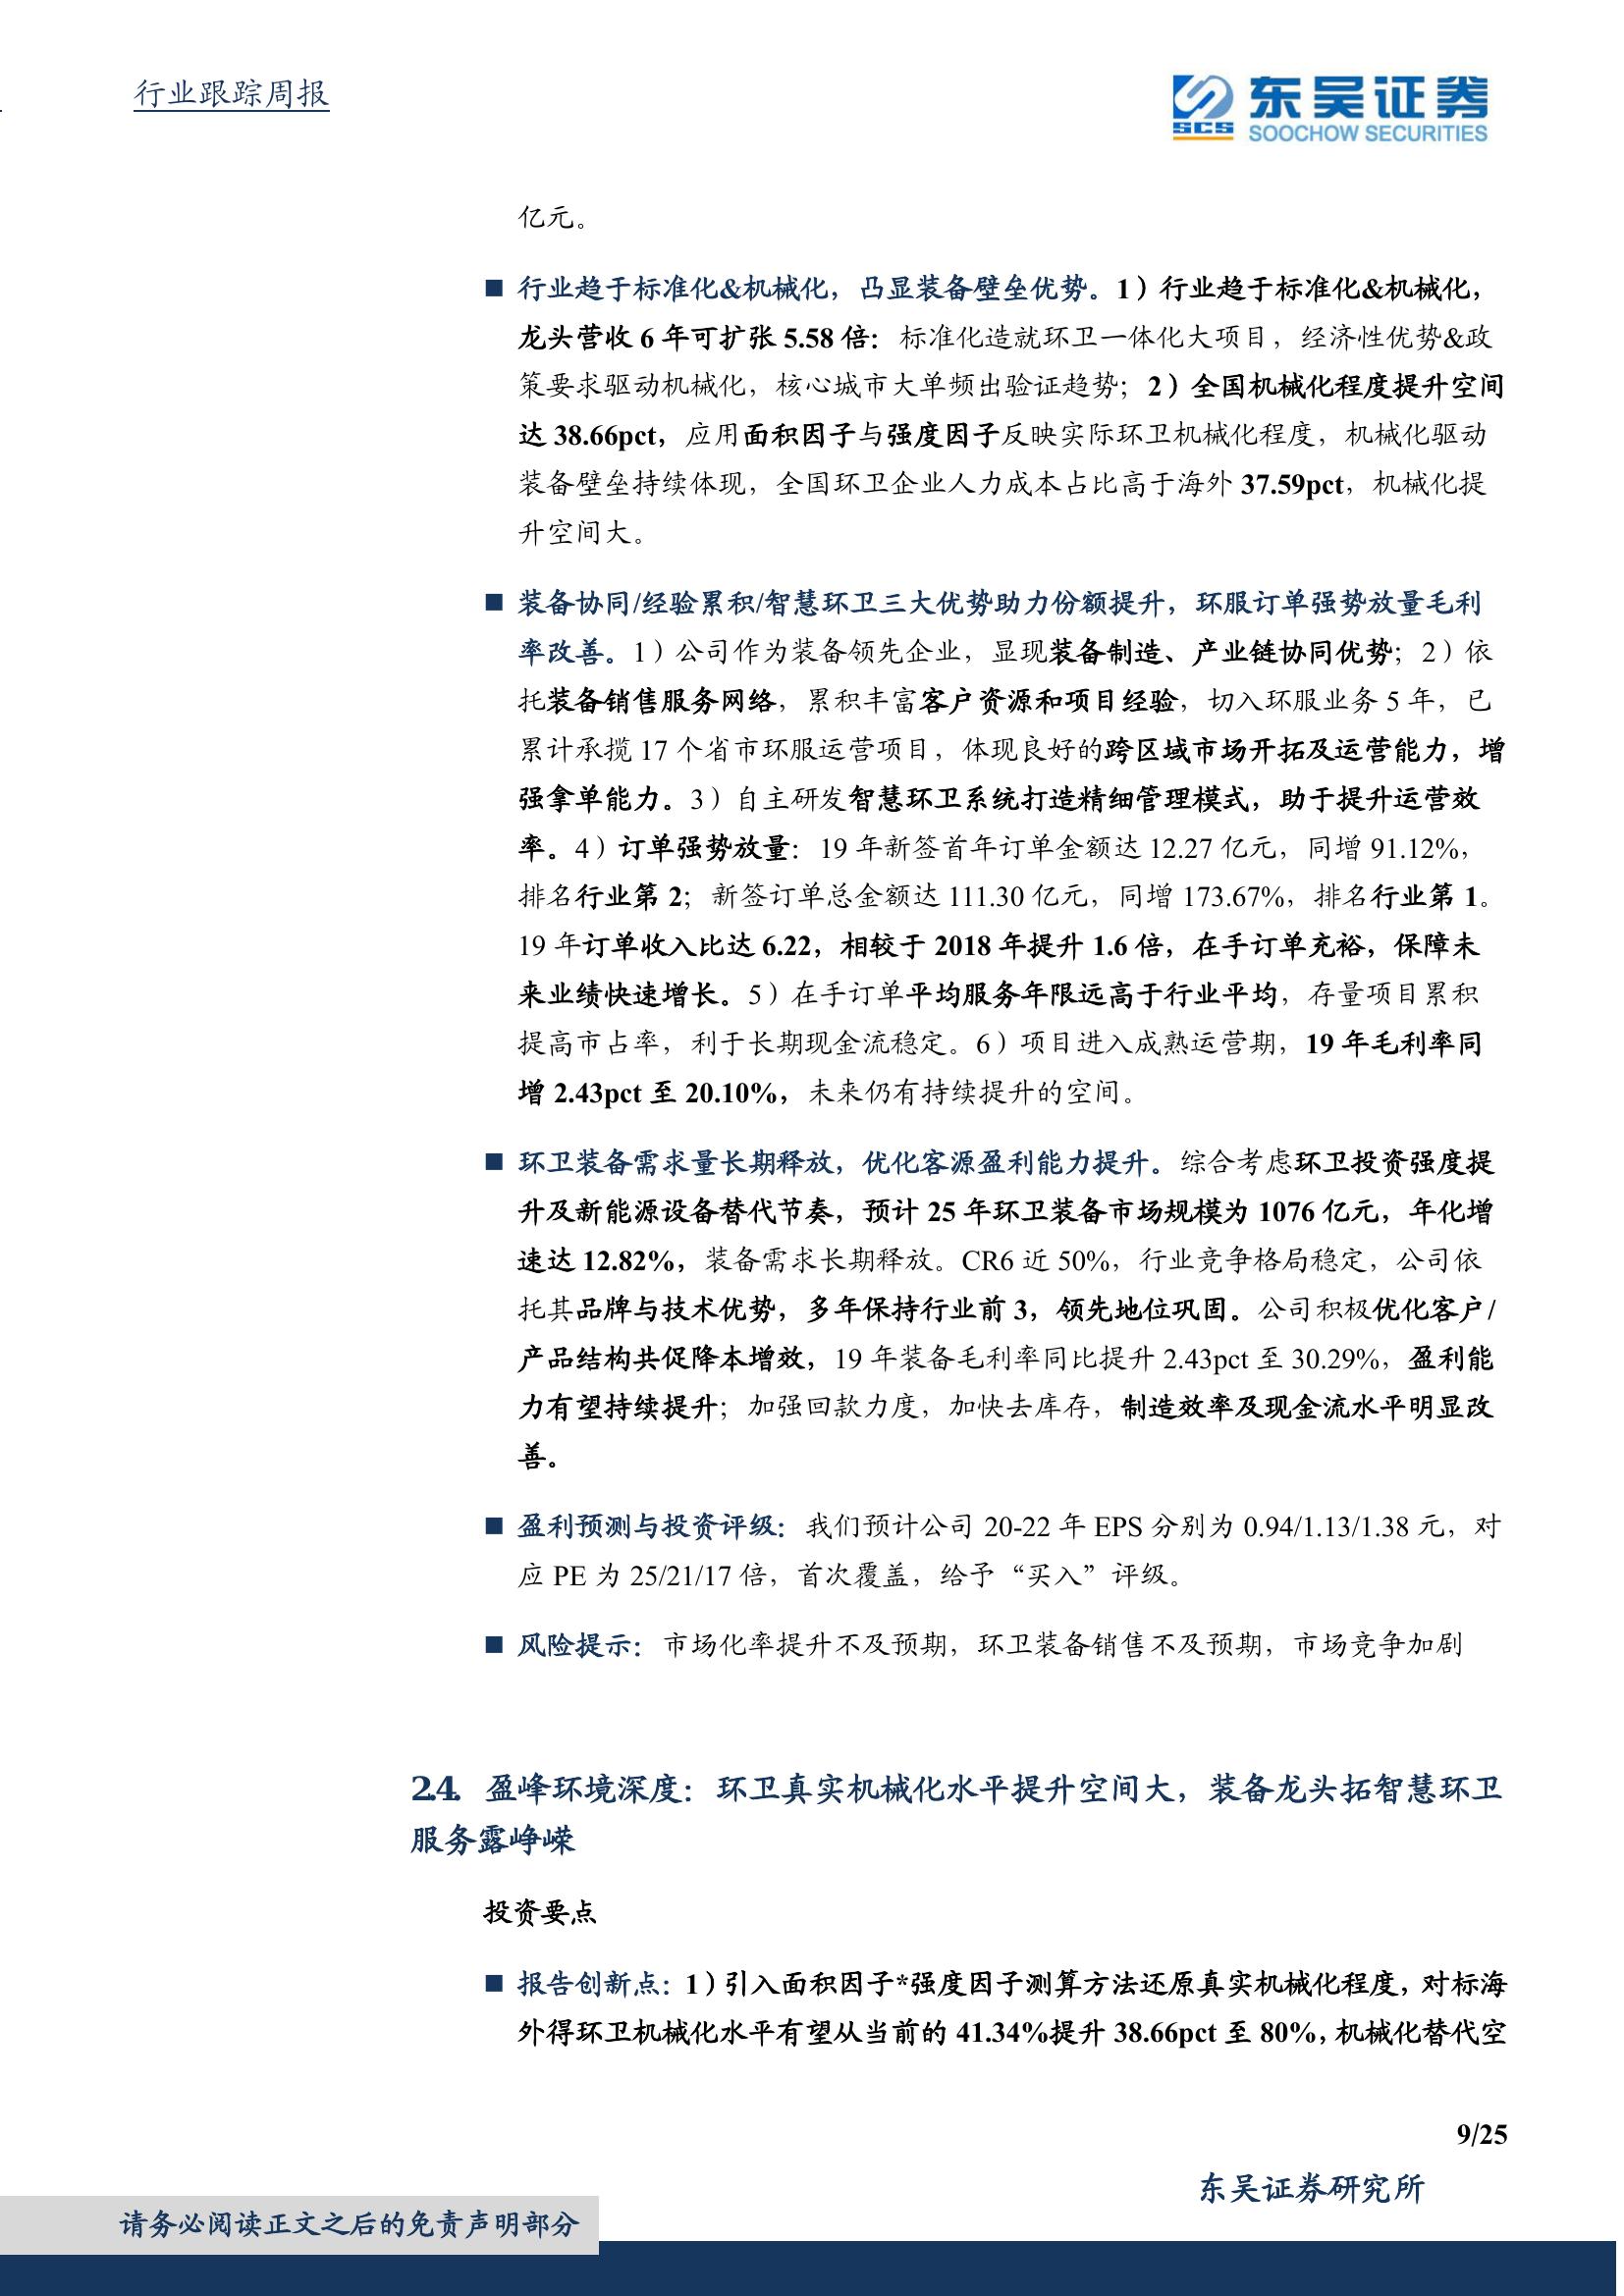 行业跟踪周报
SCS
东吴证券
SOOCHOW SECURITIES
亿元。
■ 行业趋于标准化&机械化，凸显装备壁垒优势。1）行业趋于标准化&机械化，
龙头营收 6 年可扩张 5.58 倍：标准化造就环卫一体化大项目，经济性优势&政
策要求驱动机械化，核心城市大单频出验证趋势；2）全国机械化程度提升空间
达 38.66pct，应用面积因子与强度因子反映实际环卫机械化程度，机械化驱动
装备壁垒持续体现，全国环卫企业人力成本占比高于海外 37.59pct，机械化提
升空间大。
■ 装备协同/经验累积/智慧环卫三大优势助力份额提升，环服订单强势放量毛利
率改善。1）公司作为装备领先企业，显现装备制造、产业链协同优势；2）依
托装备销售服务网络，累积丰富客户资源和项目经验，切入环服业务 5 年，已
累计承揽 17 个省市环服运营项目，体现良好的跨区域市场开拓及运营能力，增
强拿单能力。3）自主研发智慧环卫系统打造精细管理模式，助于提升运营效
率。4）订单强势放量：19 年新签首年订单金额达 12.27 亿元，同增 91.12%，
排名行业第 2；新签订单总金额达 111.30 亿元，同增 173.67%，排名行业第 1。
19 年订单收入比达 6.22，相较于 2018 年提升 1.6 倍，在手订单充裕，保障未
来业绩快速增长。5）在手订单平均服务年限远高于行业平均，存量项目累积
提高市占率，利于长期现金流稳定。6）项目进入成熟运营期，19 年毛利率同
增 2.43pct 至 20.10%，未来仍有持续提升的空间。
■ 环卫装备需求量长期释放，优化客源盈利能力提升。综合考虑环卫投资强度提
升及新能源设备替代节奏，预计 25 年环卫装备市场规模为 1076 亿元，年化增
速达 12.82%，装备需求长期释放。CR6 近 50%，行业竞争格局稳定，公司依
托其品牌与技术优势，多年保持行业前 3，领先地位巩固。公司积极优化客户/
产品结构共促降本增效，19 年装备毛利率同比提升 2.43pct 至 30.29%，盈利能
力有望持续提升；加强回款力度，加快去库存，制造效率及现金流水平明显改
善。
■ 盈利预测与投资评级：我们预计公司 20-22 年 EPS 分别为 0.94/1.13/1.38 元，对
应 PE 为 25/21/17 倍，首次覆盖，给予“买入”评级。
■ 风险提示：市场化率提升不及预期，环卫装备销售不及预期，市场竞争加剧
2.4. 盈峰环境深度：环卫真实机械化水平提升空间大，装备龙头拓智慧环卫
服务露峥嵘
投资要点
■ 报告创新点：1）引入面积因子*强度因子测算方法还原真实机械化程度，对标海
外得环卫机械化水平有望从当前的 41.34%提升 38.66pct 至 80%，机械化替代空
9/25
东吴证券研究所
请务必阅读正文之后的免责声明部分